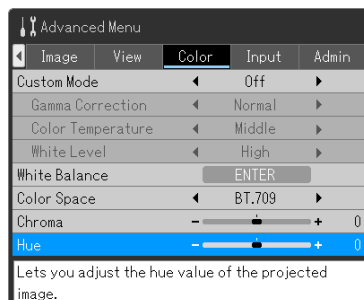 Advanced Menu
Image View Color Input Admin
Custom Mode Off
Gamma Correction Normal
Color Temperature Middle
White Level High
White Balance ENTER
Color Space BT.709
Chroma - + 0
Hue - + 0
Lets you adjust the hue value of the projected
image.